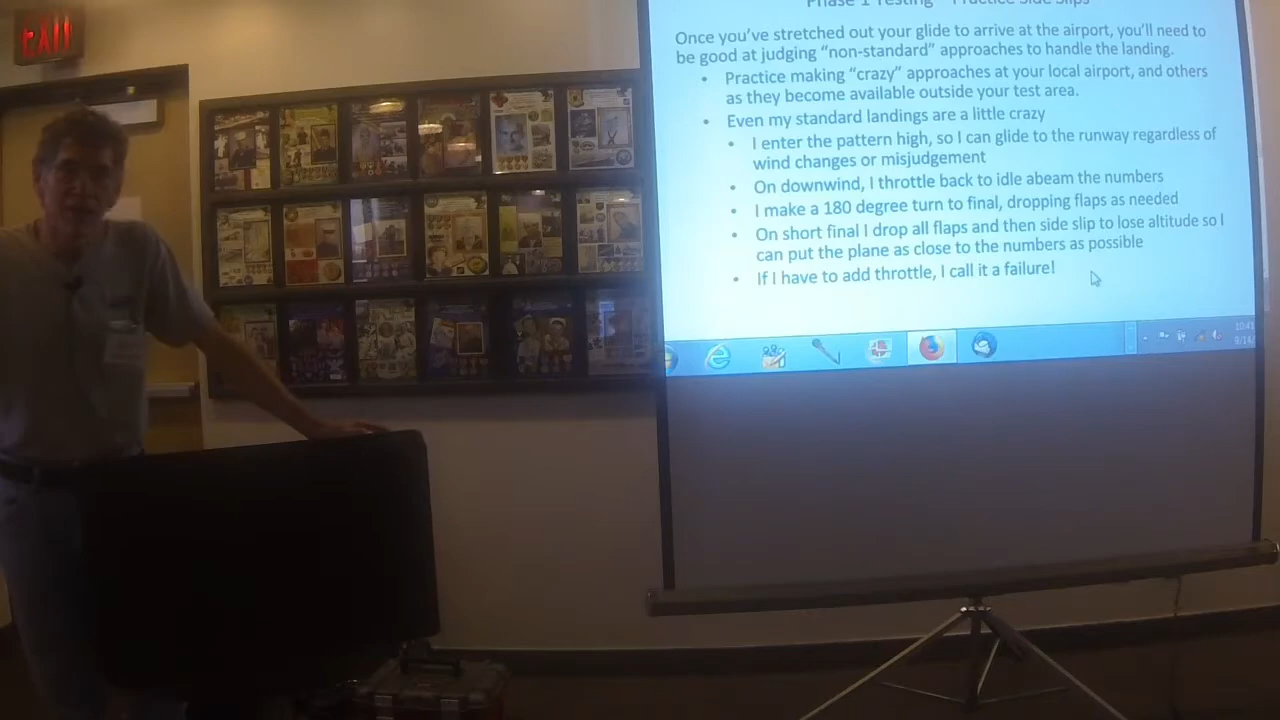 EXIT
Phase 1 Testing - Practice Side Slips
Once you've stretched out your glide to arrive at the airport, you'll need to
be good at judging "non-standard" approaches to handle the landing.
• Practice making "crazy" approaches at your local airport, and others
as they become available outside your test area.
• Even my standard landings are a little crazy
• I enter the pattern high, so I can glide to the runway regardless of
wind changes or misjudgement
• On downwind, I throttle back to idle abeam the numbers
• I make a 180 degree turn to final, dropping flaps as needed
• On short final I drop all flaps and then side slip to lose altitude so I
can put the plane as close to the numbers as possible
• If I have to add throttle, I call it a failure!